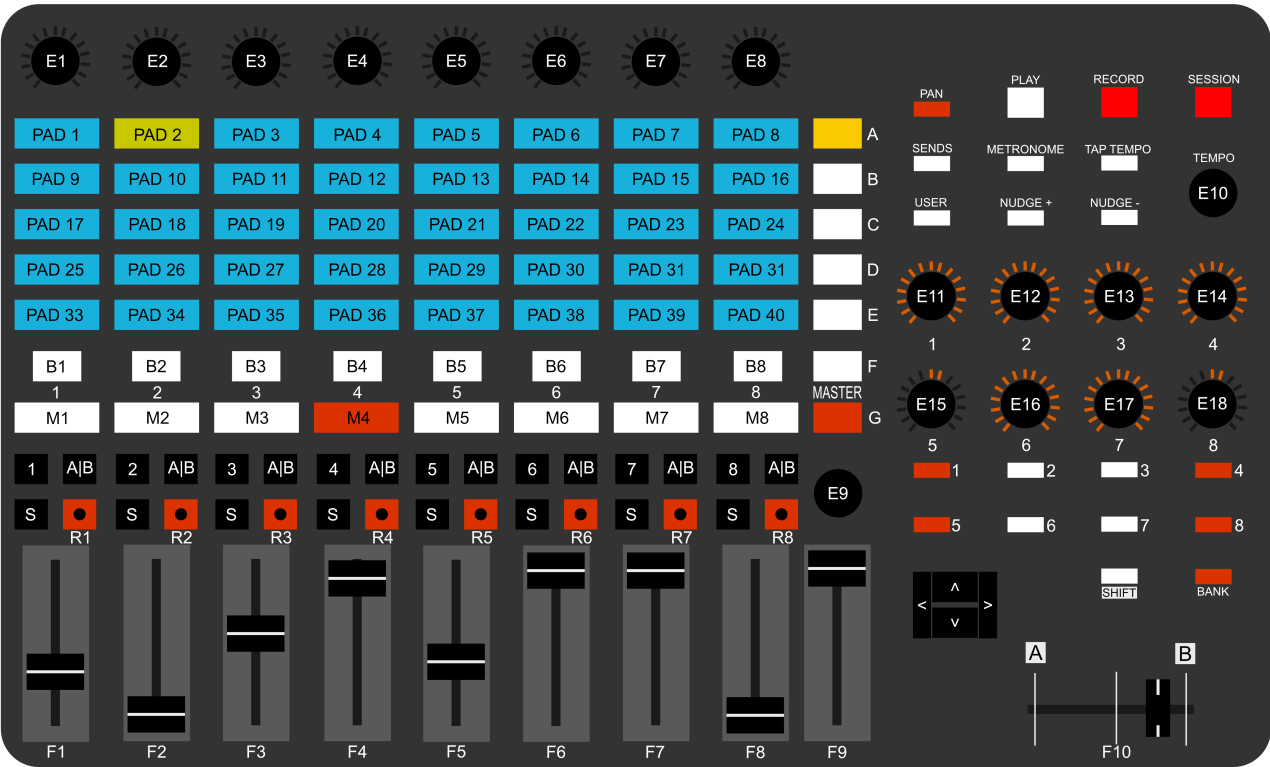 E1 E2 E3 E4 E5 E6 E7 E8
PLAY RECORD SESSION
PAN
PAD 1 PAD 2 PAD 3 PAD 4 PAD 5 PAD 6 PAD 7 PAD 8 A
SENDS METRONOME TAP TEMPO TEMPO
PAD 9 PAD 10 PAD 11 PAD 12 PAD 13 PAD 14 PAD 15 PAD 16 B
E10
USER NUDGE + NUDGE -
PAD 17 PAD 18 PAD 19 PAD 20 PAD 21 PAD 22 PAD 23 PAD 24 C
PAD 25 PAD 26 PAD 27 PAD 28 PAD 29 PAD 30 PAD 31 PAD 31 D
E11 E12 E13 E14
PAD 33 PAD 34 PAD 35 PAD 36 PAD 37 PAD 38 PAD 39 PAD 40 E
1 2 3 4
B1 B2 B3 B4 B5 B6 B7 B8 F
1 2 3 4 5 6 7 8 MASTER
E15 E16 E17 E18
M1 M2 M3 M4 M5 M6 M7 M8 G
5 6 7 8
1 A|B 2 A|B 3 A|B 4 A|B 5 A|B 6 A|B 7 A|B 8 A|B
1 2 3 4
E9
S S S S S S S S
5 6 7 8
R1 R2 R3 R4 R5 R6 R7 R8
SHIFT BANK
< ^ v >
A B
F1 F2 F3 F4 F5 F6 F7 F8 F9 F10